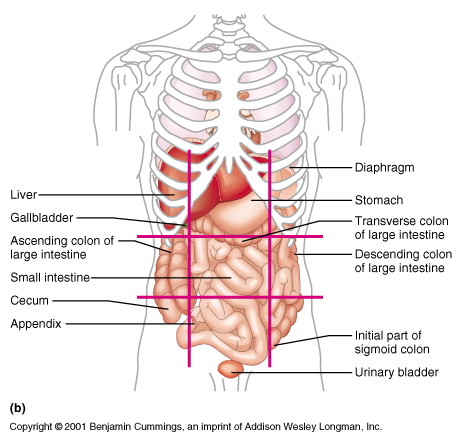 Liver
Gallbladder
Ascending colon of
large intestine
Small intestine
Cecum
Appendix
Diaphragm
Stomach
Transverse colon
of large intestine
Descending colon
of large intestine
Initial part of
sigmoid colon
Urinary bladder
(b)
Copyright © 2001 Benjamin Cummings, an imprint of Addison Wesley Longman, Inc.